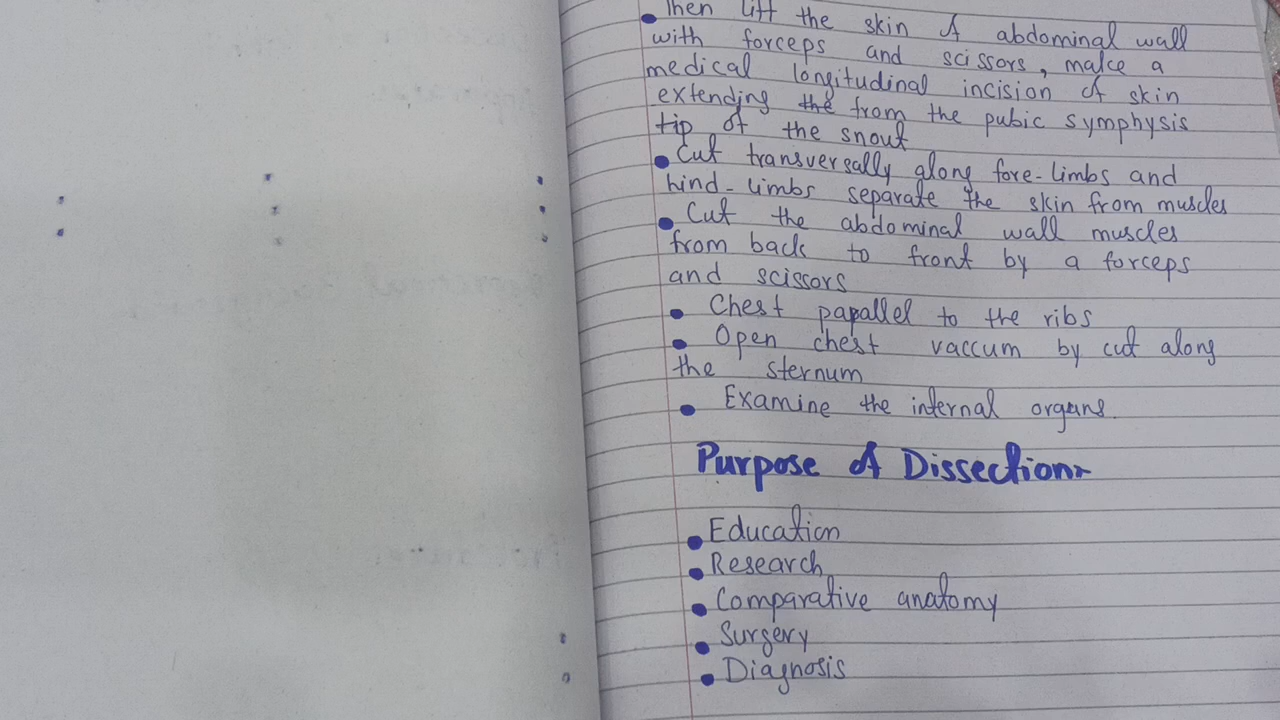 • Then lift the skin of abdominal wall
with forceps and scissors, make a
medical longitudinal incision of skin
extending the from the pubic symphysis
tip of the snout
• Cut transversally along fore-limbs and
hind-limbs separate the skin from muscles
• Cut the abdominal wall muscles
from back to front by a forceps
and scissors
• Chest papallel to the ribs
• Open chest vaccum by cut along
the sternum
• Examine the internal organs.
Purpose of Dissection:-
• Education
• Research
• Comparative anatomy
• Surgery
• Diagnosis